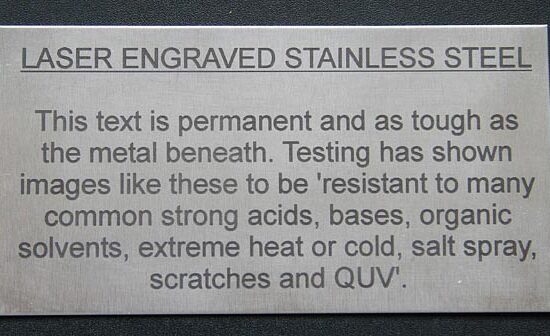 LASER ENGRAVED STAINLESS STEEL
This text is permanent and as tough as
the metal beneath. Testing has shown
images like these to be 'resistant to many
common strong acids, bases, organic
solvents, extreme heat or cold, salt spray,
scratches and QUV'.